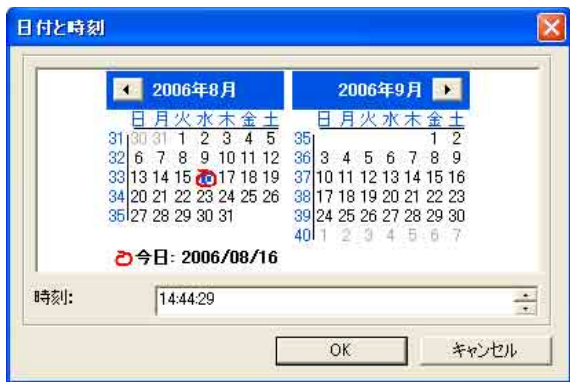 日付と時刻
2006年8月 2006年9月
日 月 火 水 木 金 土 日 月 火 水 木 金 土
31 30 31 1 2 3 4 5 35 1 2
32 6 7 8 9 10 11 12 36 3 4 5 6 7 8 9
33 13 14 15 16 17 18 19 37 10 11 12 13 14 15 16
34 20 21 22 23 24 25 26 38 17 18 19 20 21 22 23
35 27 28 29 30 31 39 24 25 26 27 28 29 30
40 1 2 3 4 5 6 7
今日: 2006/08/16
時刻: 14:44:29
OK キャンセル